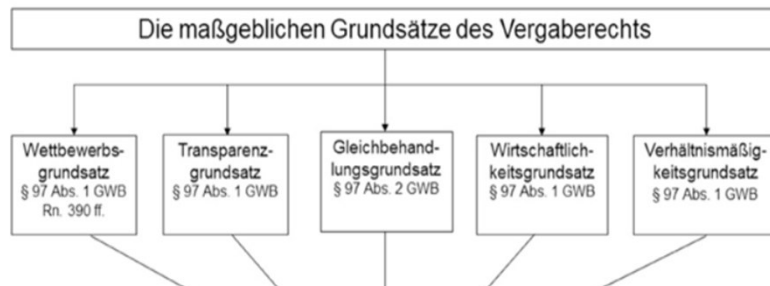 Die maßgeblichen Grundsätze des Vergaberechts
Wettbewerbs-
grundsatz
§ 97 Abs. 1 GWB
Rn. 390 ff.
Transparenz-
grundsatz
§ 97 Abs. 1 GWB
Gleichbehand-
lungsgrundsatz
§ 97 Abs. 2 GWB
Wirtschaftlich-
keitsgrundsatz
§ 97 Abs. 1 GWB
Verhältnismäßig-
keitsgrundsatz
§ 97 Abs. 1 GWB